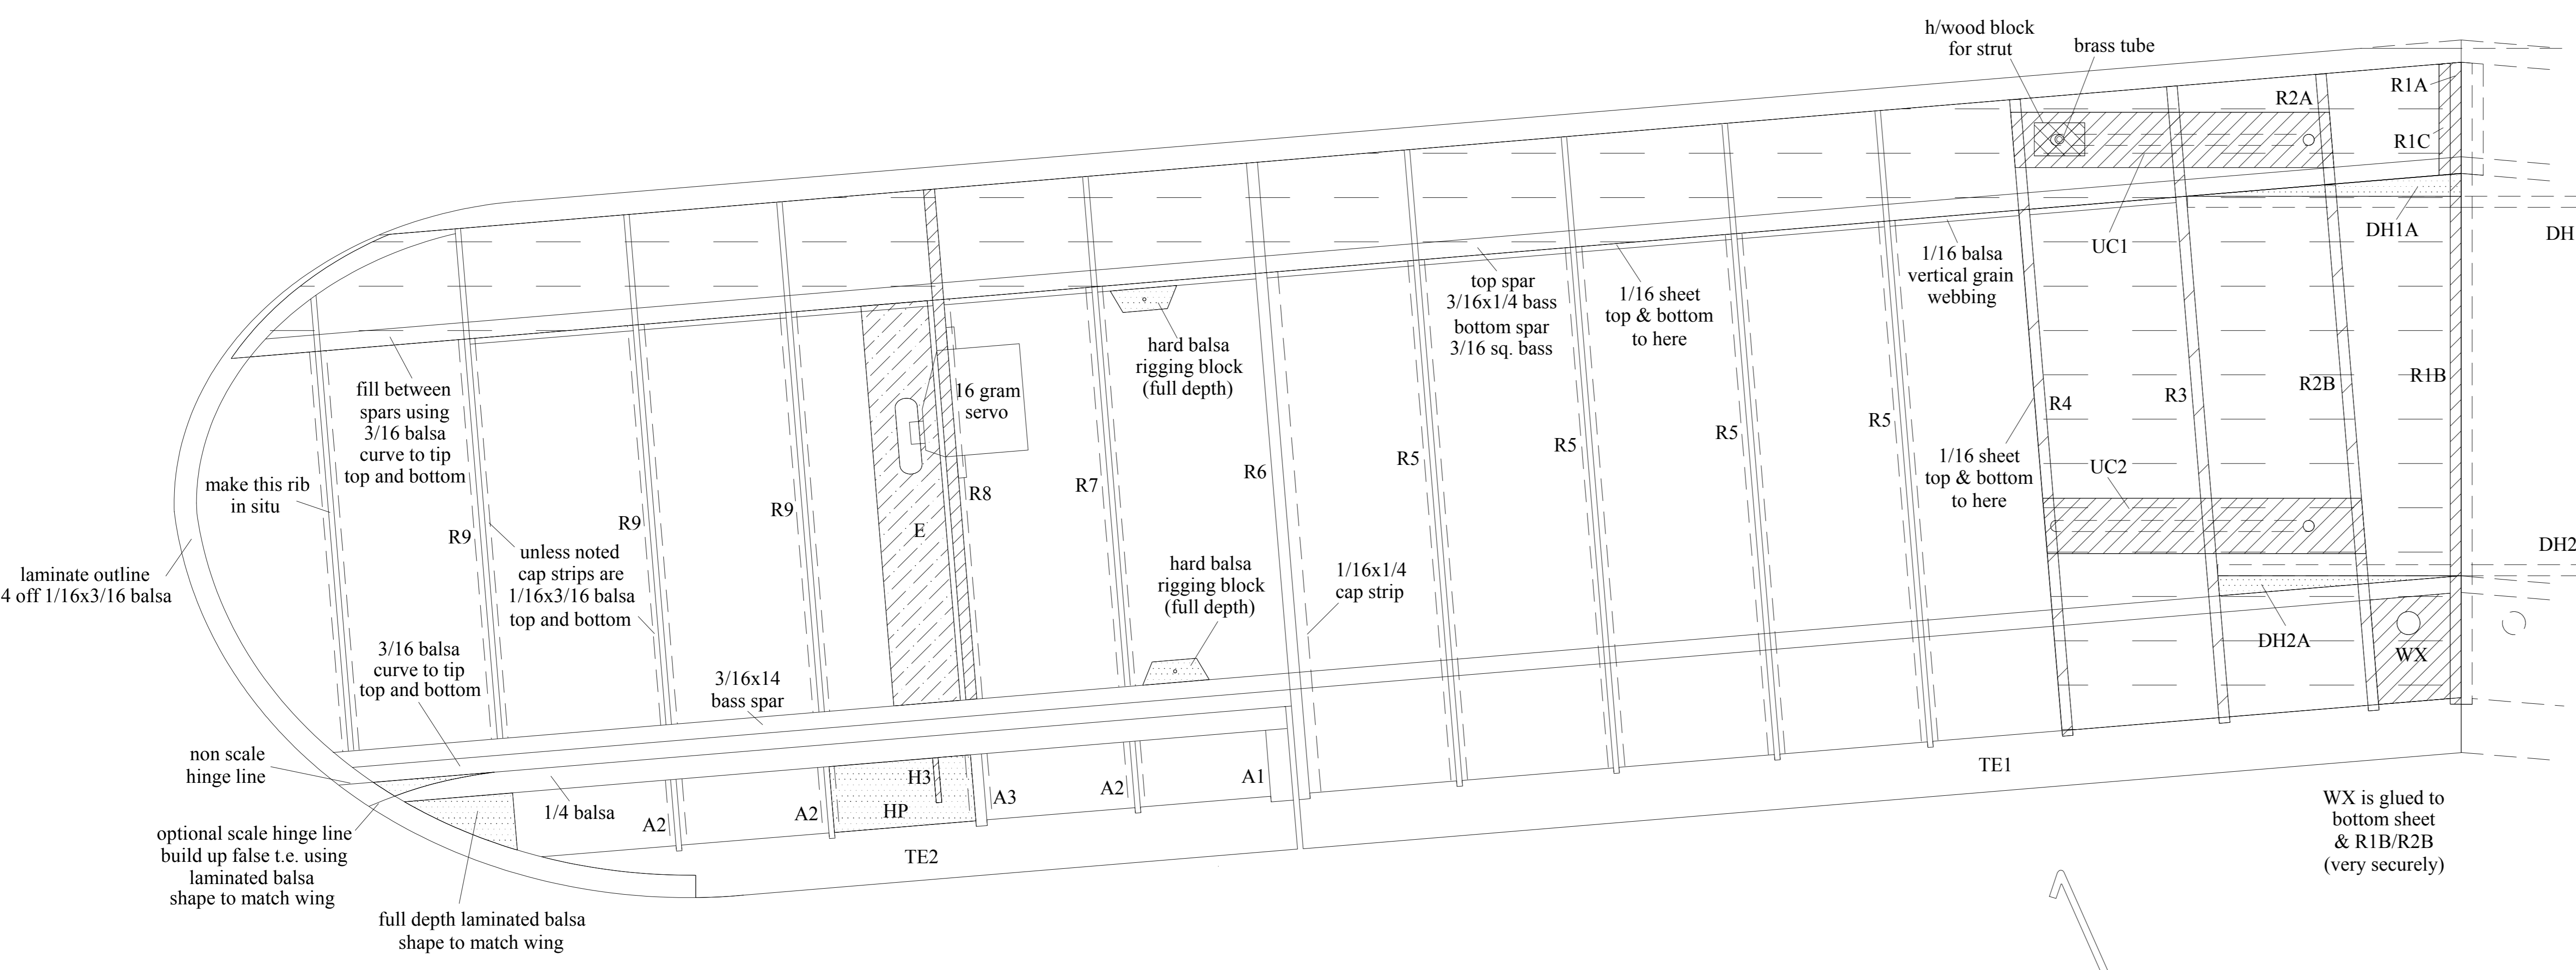 h/wood block
for strut
brass tube
R1A
R2A
R1C
DH1A
DH
UC1
1/16 balsa
vertical grain
webbing
top spar
3/16x1/4 bass
bottom spar
3/16 sq. bass
1/16 sheet
top & bottom
to here
hard balsa
rigging block
(full depth)
16 gram
servo
fill between
spars using
3/16 balsa
curve to tip
top and bottom
make this rib
in situ
R9
R9
R9
E
R8
R7
R6
R5
R5
R5
R5
R4
R3
R2B
R1B
1/16 sheet
top & bottom
to here
UC2
DH2
unless noted
cap strips are
1/16x3/16 balsa
top and bottom
laminate outline
4 off 1/16x3/16 balsa
hard balsa
rigging block
(full depth)
1/16x1/4
cap strip
DH2A
WX
3/16 balsa
curve to tip
top and bottom
3/16x14
bass spar
non scale
hinge line
H3
HP
A3
A2
A1
A2
A2
1/4 balsa
TE1
TE2
optional scale hinge line
build up false t.e. using
laminated balsa
shape to match wing
full depth laminated balsa
shape to match wing
WX is glued to
bottom sheet
& R1B/R2B
(very securely)